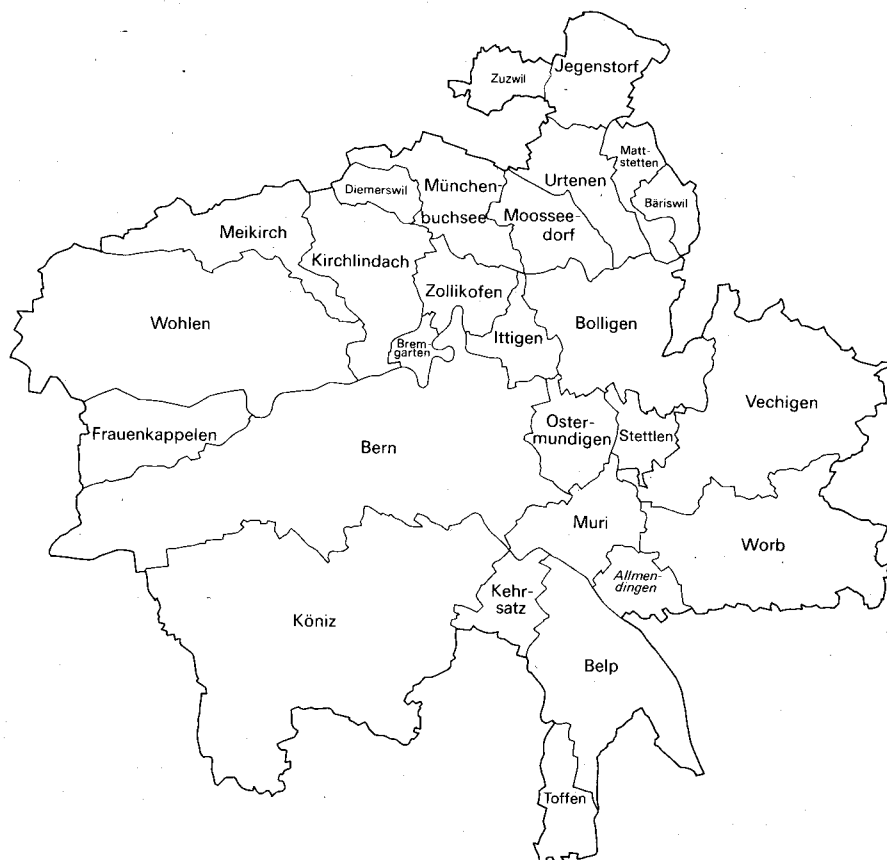 Zuzwil
Jegenstorf
Matt-
stetten
Urtenen
Bäriswil
Diemerswil
München-
buchsee
Moossee-
dorf
Meikirch
Kirchlindach
Zollikofen
Wohlen
Ittigen
Bolligen
Brem-
garten
Vechigen
Frauenkappelen
Bern
Oster-
mundigen
Stettlen
Muri
Worb
Allmen-
dingen
Kehr-
satz
Köniz
Belp
Toffen